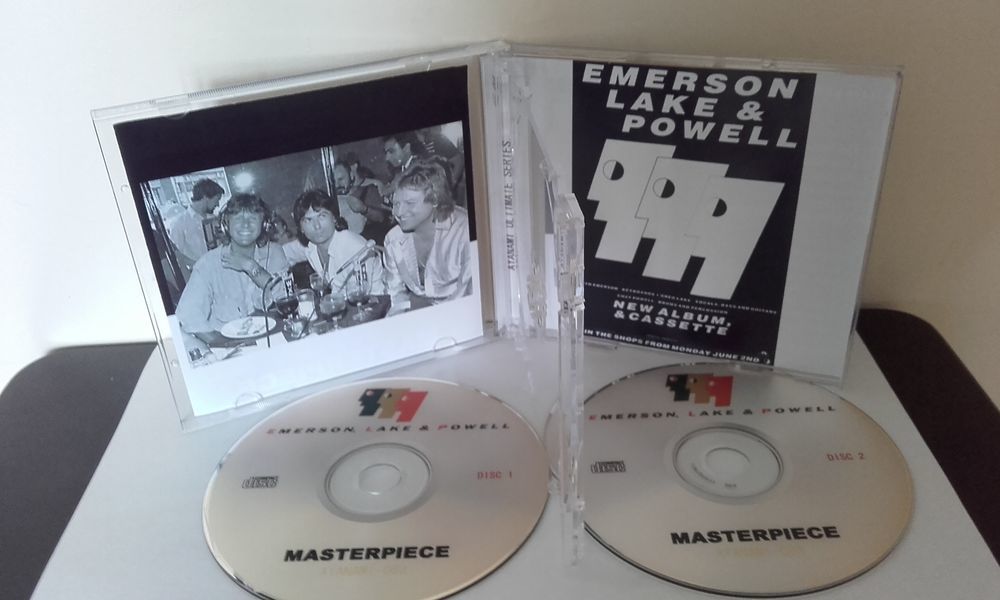 EMERSON
LAKE &
POWELL
AYANAMI ULTIMATE SERIES
NEW ALBUM,
& CASSETTE
IN THE SHOPS FROM MONDAY JUNE 2ND
EMERSON, LAKE & POWELL
DISC 1
MASTERPIECE
EMERSON, LAKE & POWELL
DISC 2
MASTERPIECE